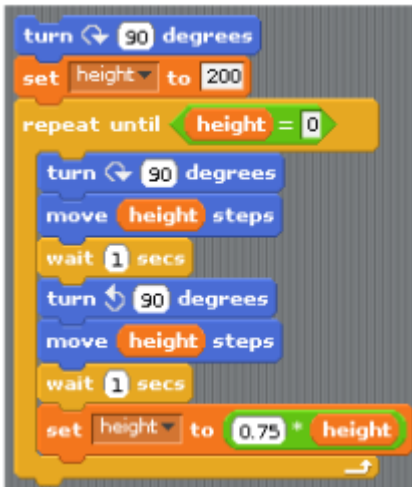 turn 90 degrees
set height to 200
repeat until height = 0
turn 90 degrees
move height steps
wait 1 secs
turn 90 degrees
move height steps
wait 1 secs
set height to 0.75 * height